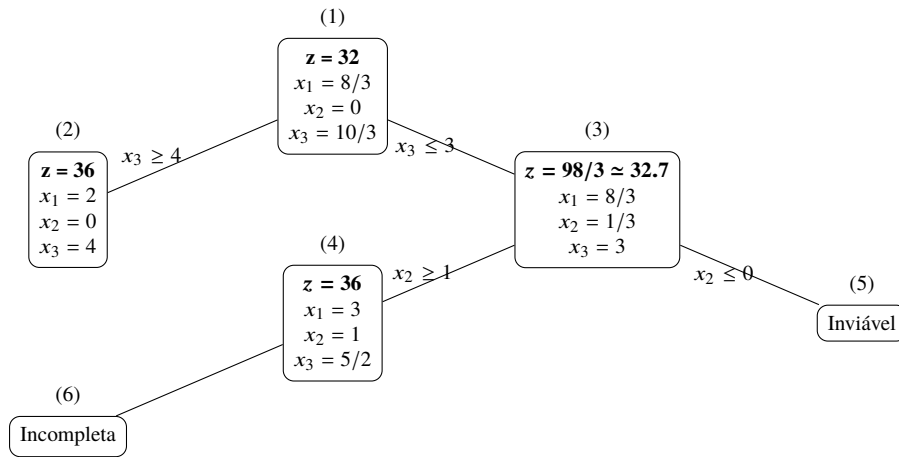 (1)
z = 32
x₁ = 8/3
x₂ = 0
x₃ = 10/3
(2)
x₃ ≥ 4
z = 36
x₁ = 2
x₂ = 0
x₃ = 4
x₃ ≤ 3
(3)
z = 98/3 ≃ 32.7
x₁ = 8/3
x₂ = 1/3
x₃ = 3
(4)
x₂ ≥ 1
z = 36
x₁ = 3
x₂ = 1
x₃ = 5/2
x₂ ≤ 0
(5)
Inviável
(6)
Incompleta